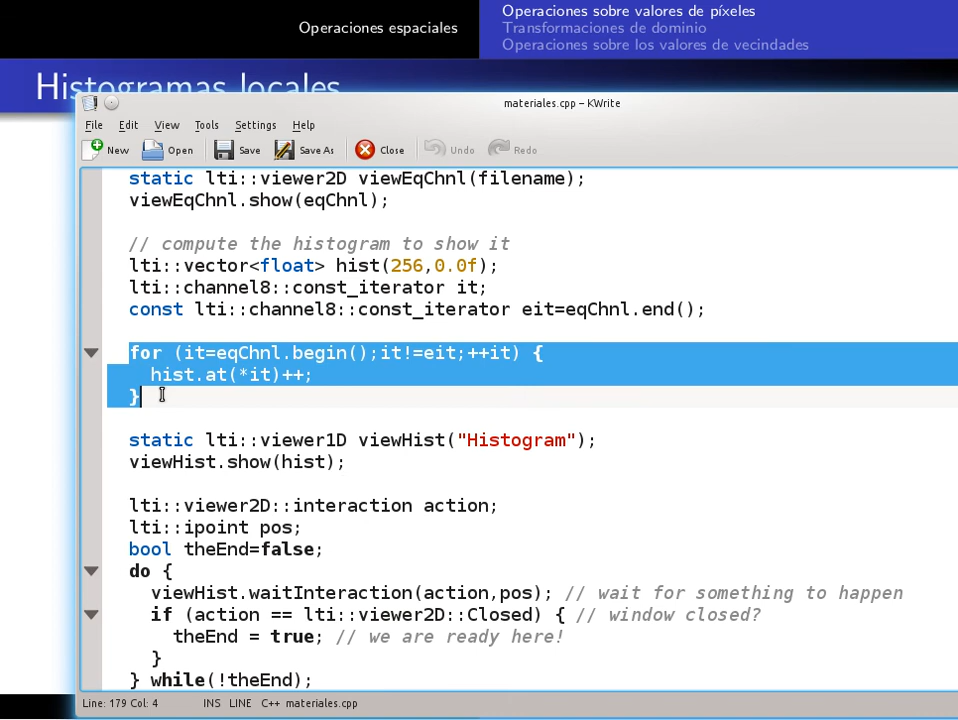 Operaciones espaciales
Operaciones sobre valores de píxeles
Transformaciones de dominio
Operaciones sobre los valores de vecindades
Histogramas locales
materiales.cpp – KWrite
File Edit View Tools Settings Help
New Open Save Save As Close Undo Redo
static lti::viewer2D viewEqChnl(filename);
viewEqChnl.show(eqChnl);
// compute the histogram to show it
lti::vector<float> hist(256,0.0f);
lti::channel8::const_iterator it;
const lti::channel8::const_iterator eit=eqChnl.end();
for (it=eqChnl.begin();it!=eit;++it) {
hist.at(*it)++;
}
static lti::viewer1D viewHist("Histogram");
viewHist.show(hist);
lti::viewer2D::interaction action;
lti::ipoint pos;
bool theEnd=false;
do {
viewHist.waitInteraction(action,pos); // wait for something to happen
if (action == lti::viewer2D::Closed) { // window closed?
theEnd = true; // we are ready here!
}
} while(!theEnd);
Line: 179 Col: 4 INS LINE C++ materiales.cpp